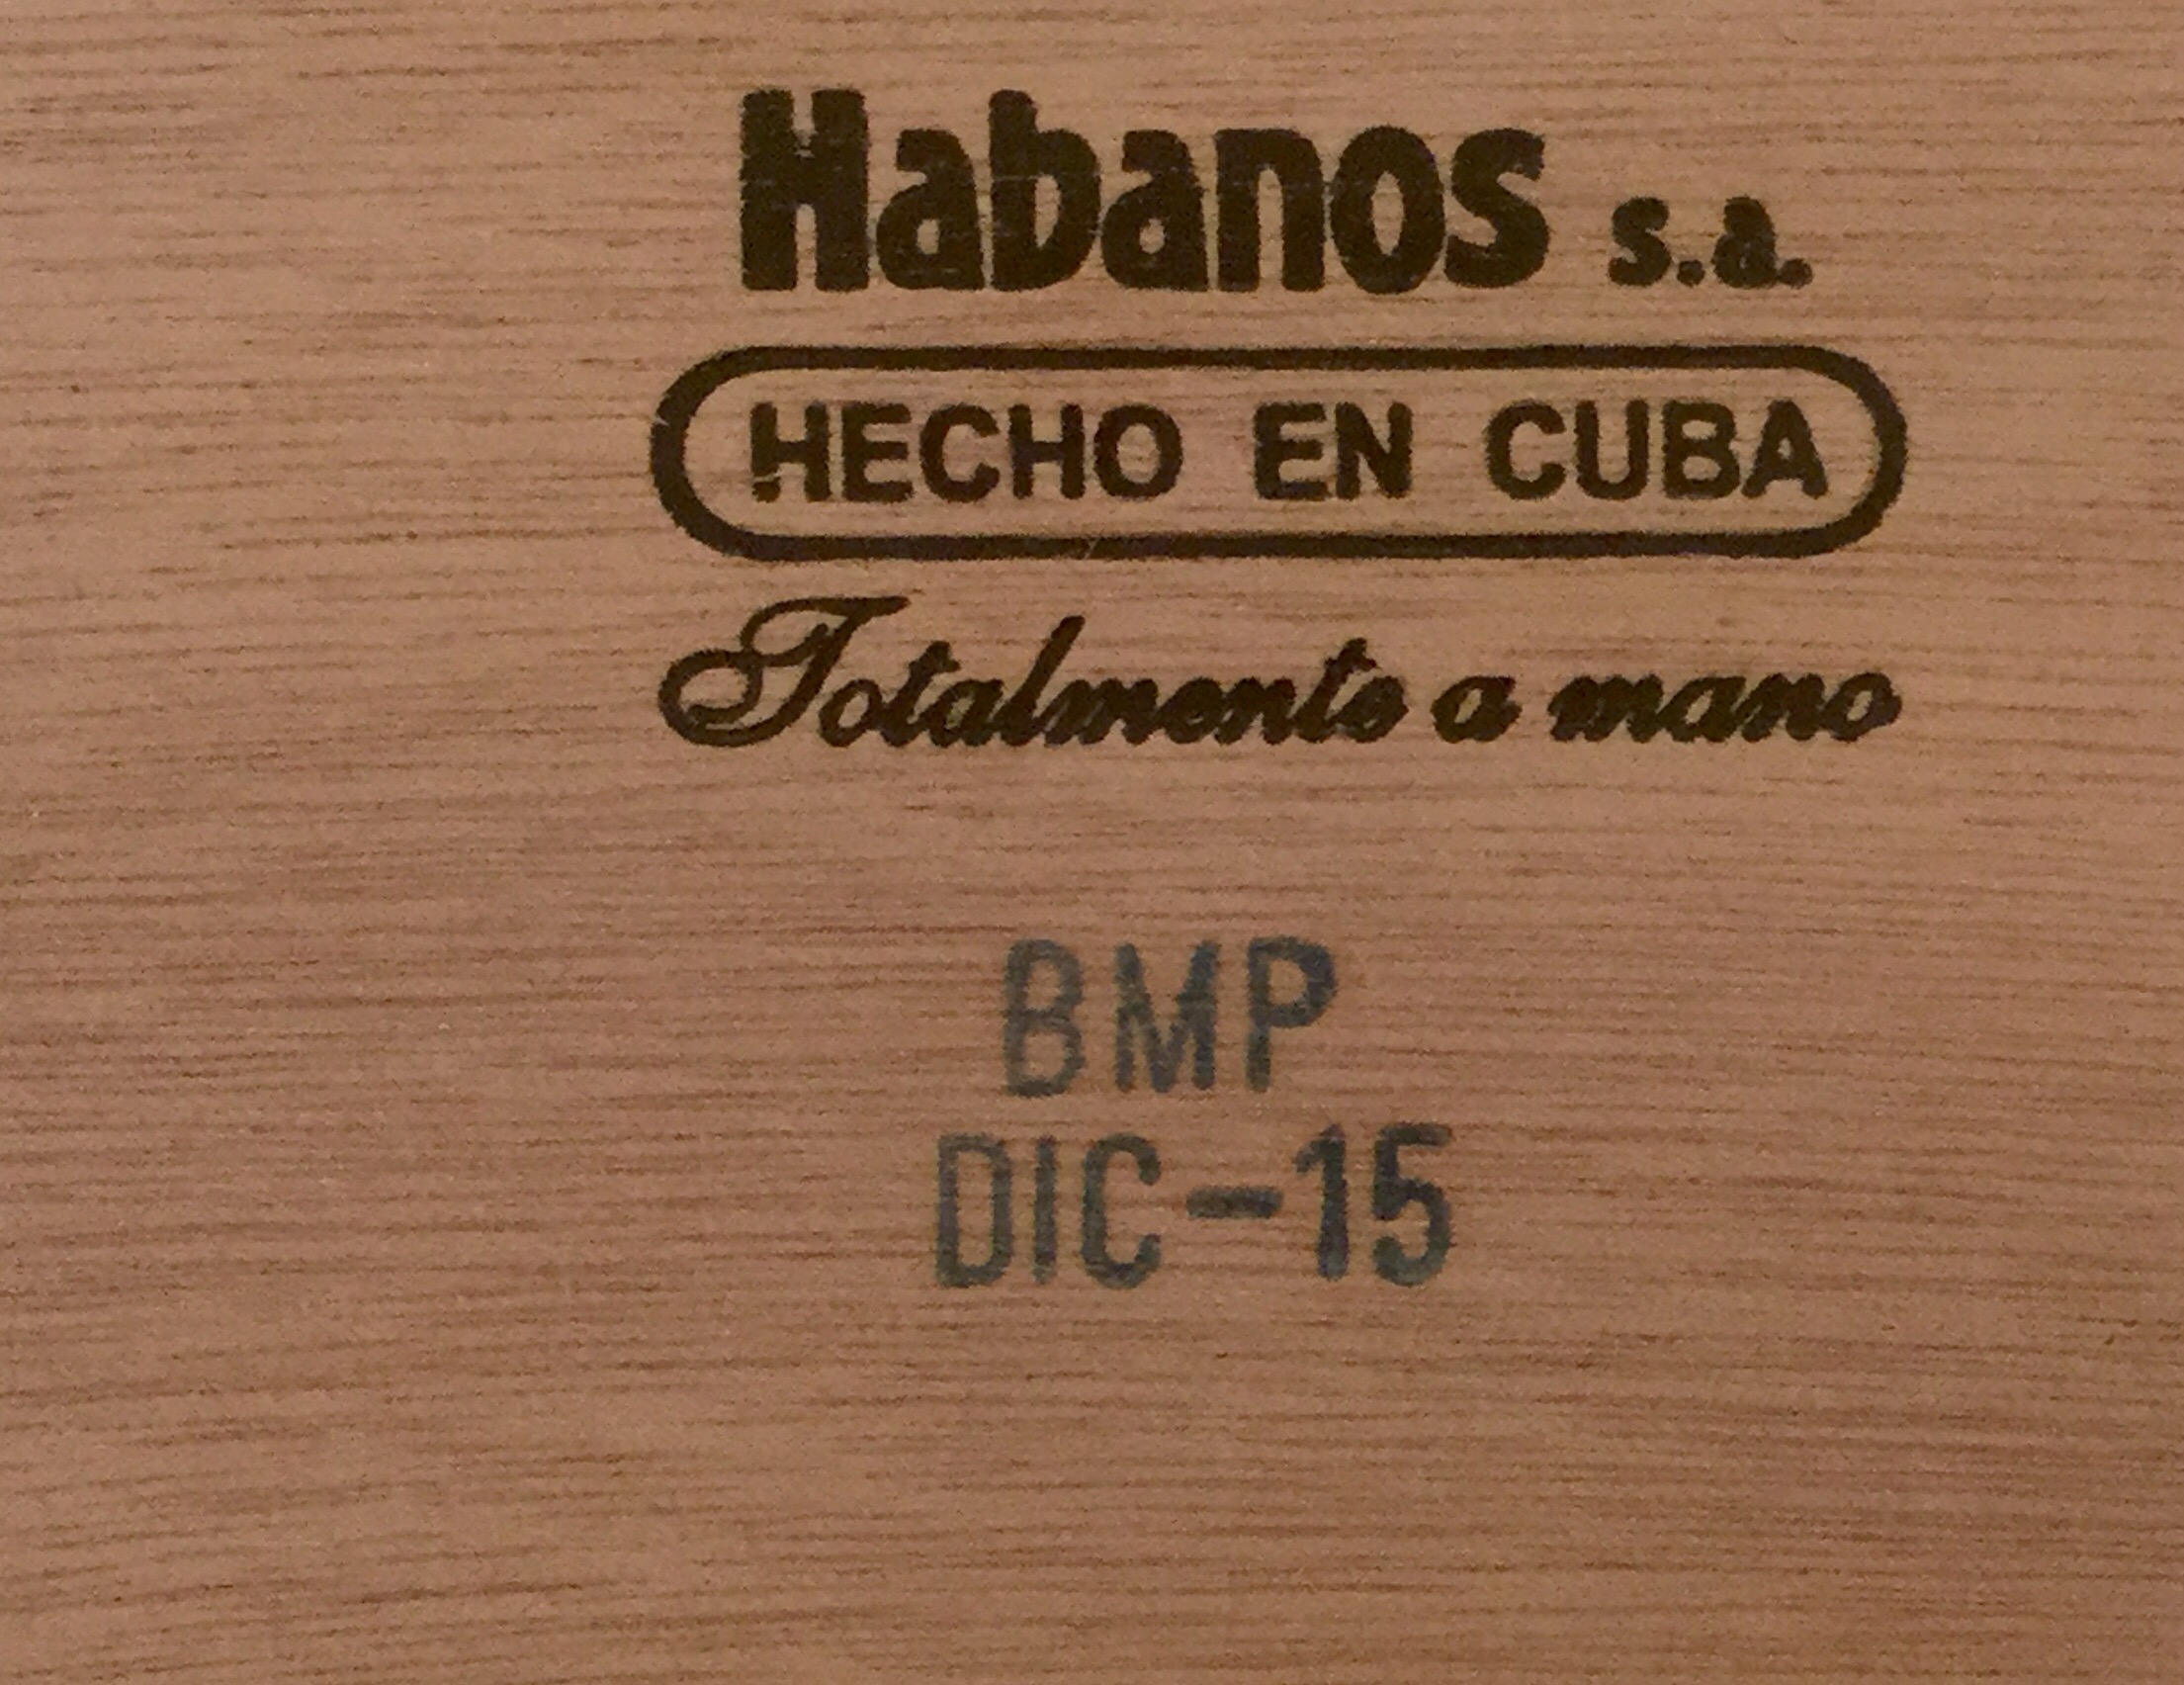 Habanos s.a.
HECHO EN CUBA
Totalmente a mano
BMP
DIC-15